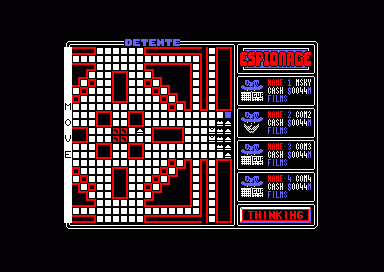 DETENTE
ESPIONAGE
MOVE
NAME 1 MSKY
CASH $0044M
FILMS
NAME 2 COM2
CASH $0044M
FILMS
NAME 3 COM3
CASH $0044M
FILMS
NAME 4 COM4
CASH $0044M
FILMS
THINKING